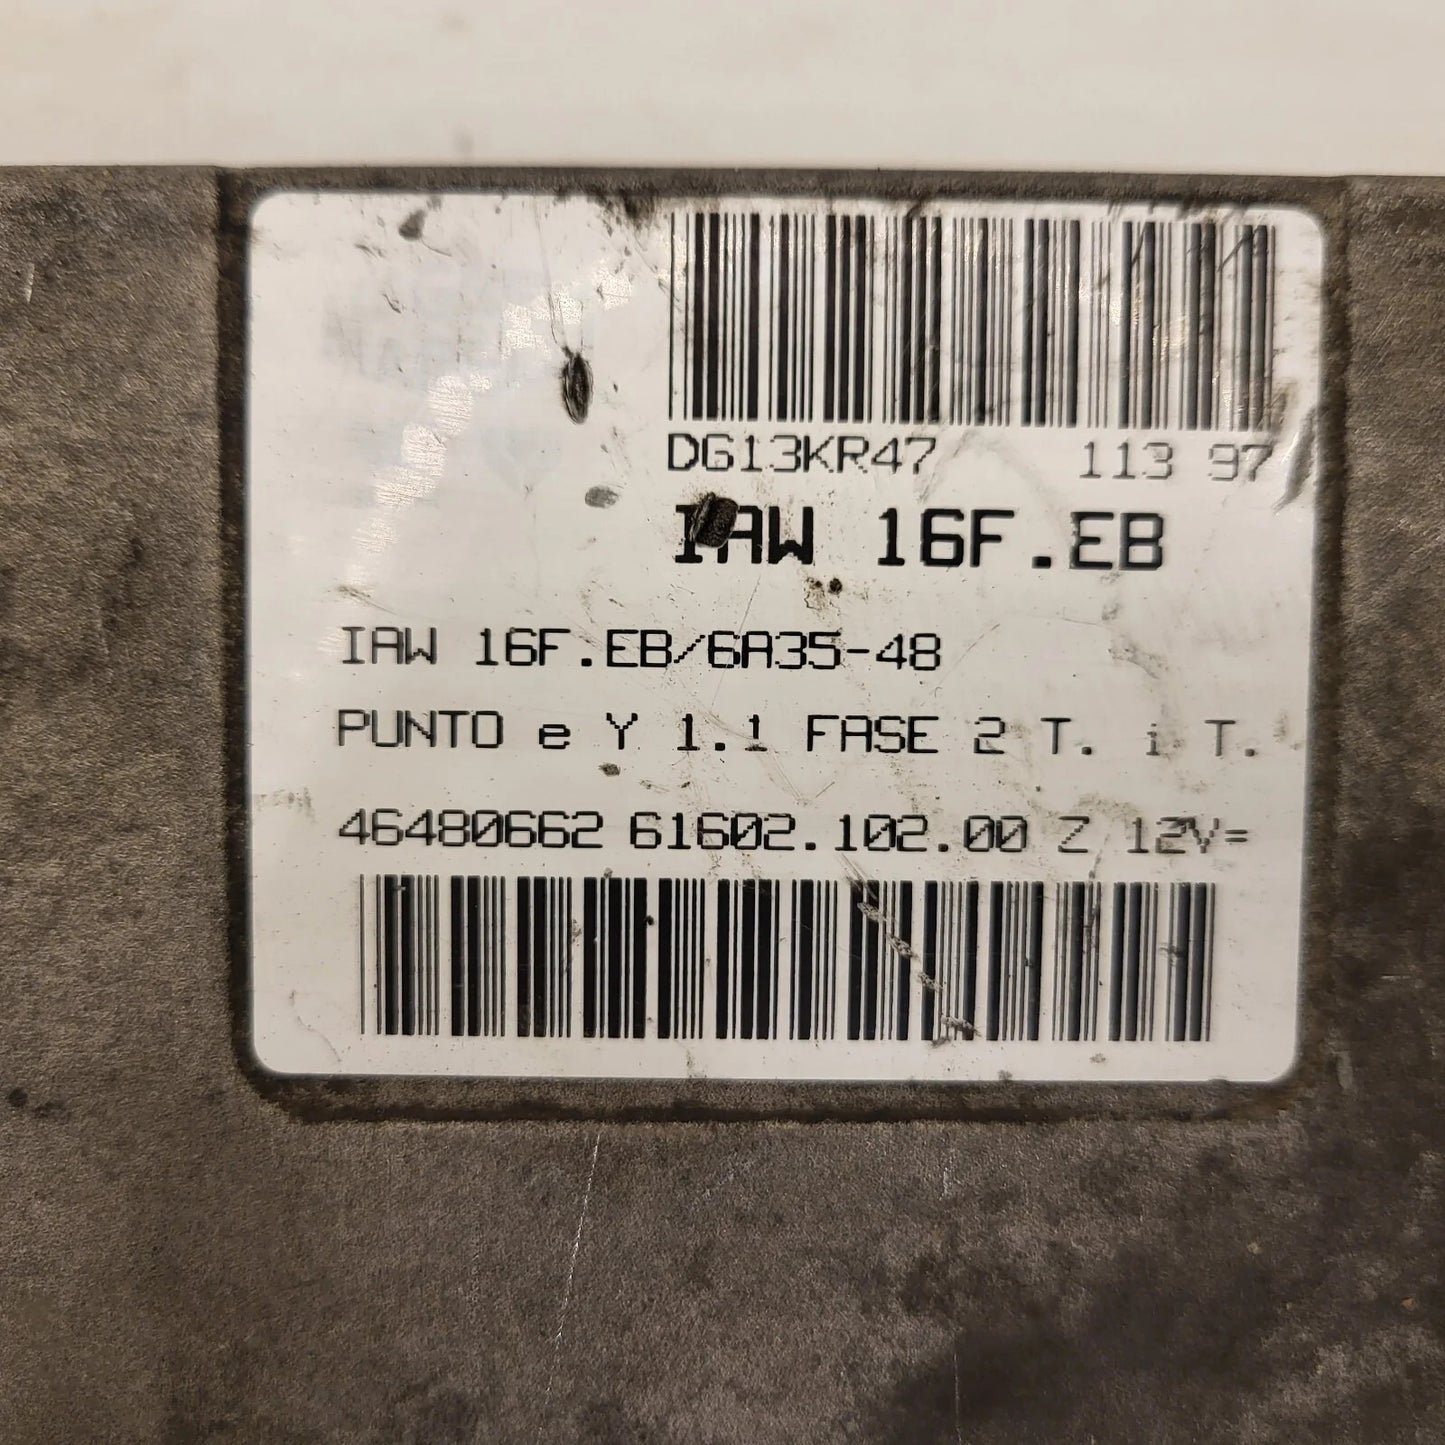 DG13KR47 113 97
IAW 16F.EB
IAW 16F.EB/6A35-48
PUNTO e Y 1.1 FASE 2 T. i T.
46480662 61602.102.00 Z 12V=